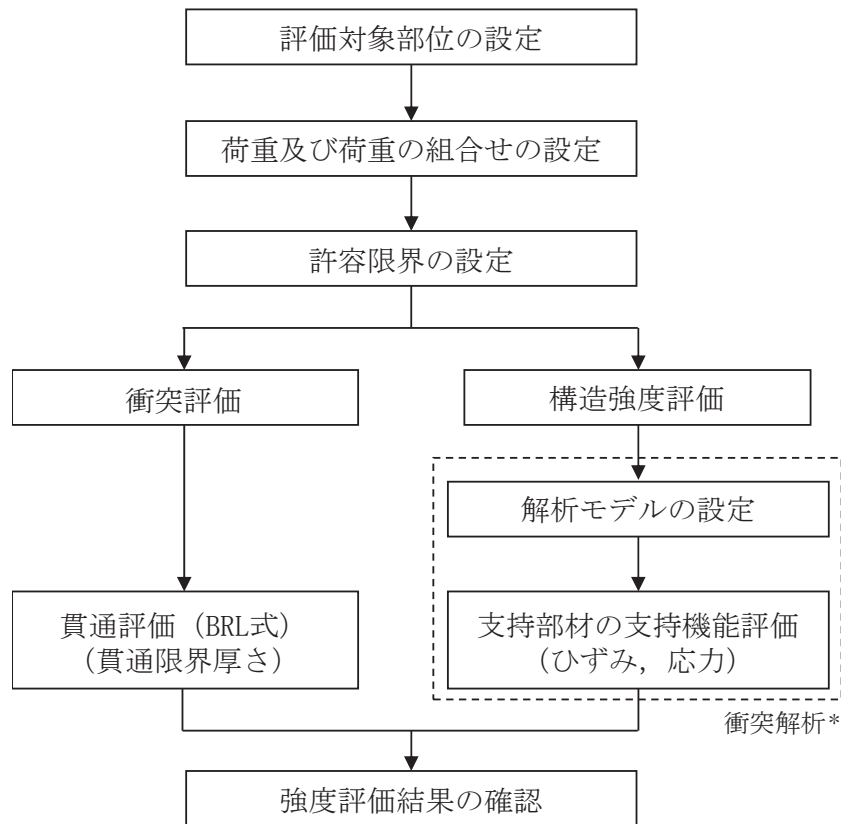 評価対象部位の設定
荷重及び荷重の組合せの設定
許容限界の設定
衝突評価
構造強度評価
解析モデルの設定
貫通評価（BRL式）
（貫通限界厚さ）
支持部材の支持機能評価
（ひずみ，応力）
衝突解析*
強度評価結果の確認